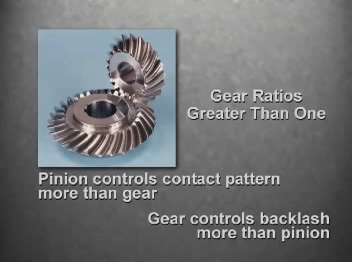 Gear Ratios
Greater Than One
Pinion controls contact pattern
more than gear
Gear controls backlash
more than pinion